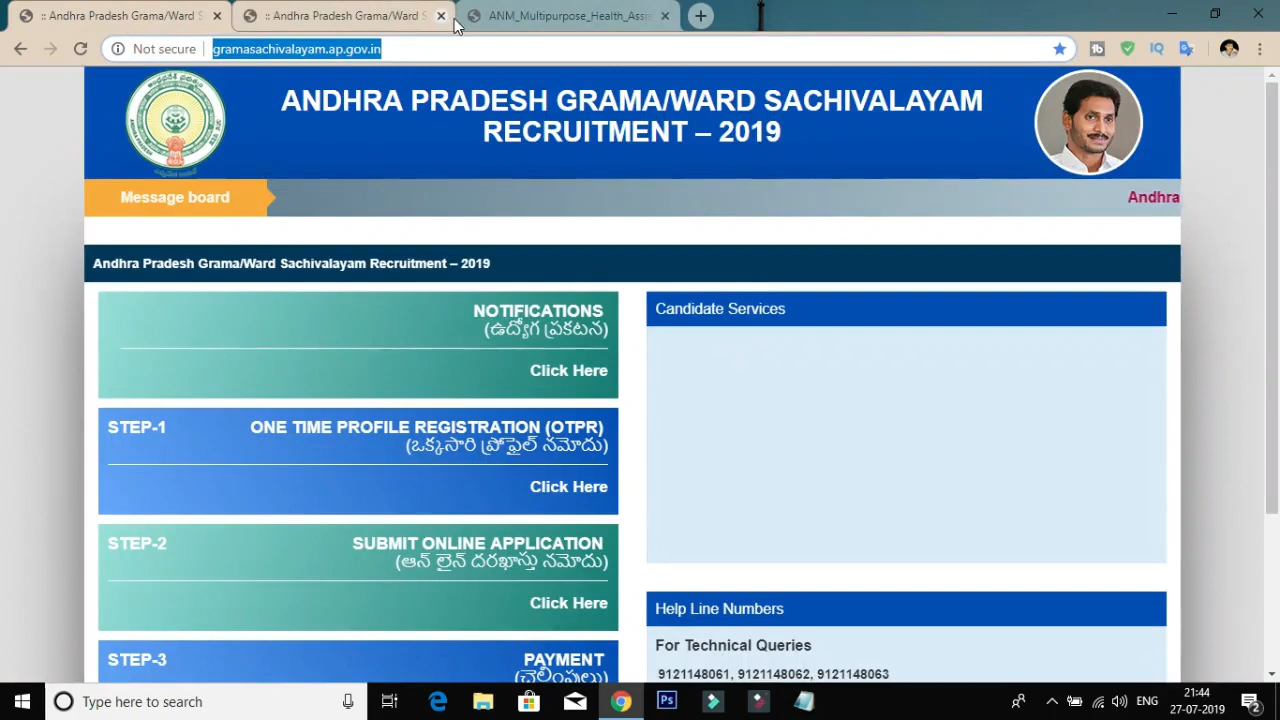 :: Andhra Pradesh Grama/Ward S
:: Andhra Pradesh Grama/Ward S
ANM_Multipurpose_Health_Assis
Not secure
gramasachivalayam.ap.gov.in
ANDHRA PRADESH GRAMA/WARD SACHIVALAYAM
RECRUITMENT – 2019
Message board
Andhra
Andhra Pradesh Grama/Ward Sachivalayam Recruitment – 2019
NOTIFICATIONS
(ఉద్యోగ ప్రకటన)
Click Here
STEP-1 ONE TIME PROFILE REGISTRATION (OTPR)
(ఒక్కసారి ప్రోఫైల్ నమోదు)
Click Here
STEP-2 SUBMIT ONLINE APPLICATION
(ఆన్ లైన్ దరఖాస్తు నమోదు)
Click Here
STEP-3 PAYMENT
(చెల్లింపులు)
Candidate Services
Help Line Numbers
For Technical Queries
9121148061, 9121148062, 9121148063
Type here to search
Ps
ENG
21:44
27-07-2019
2